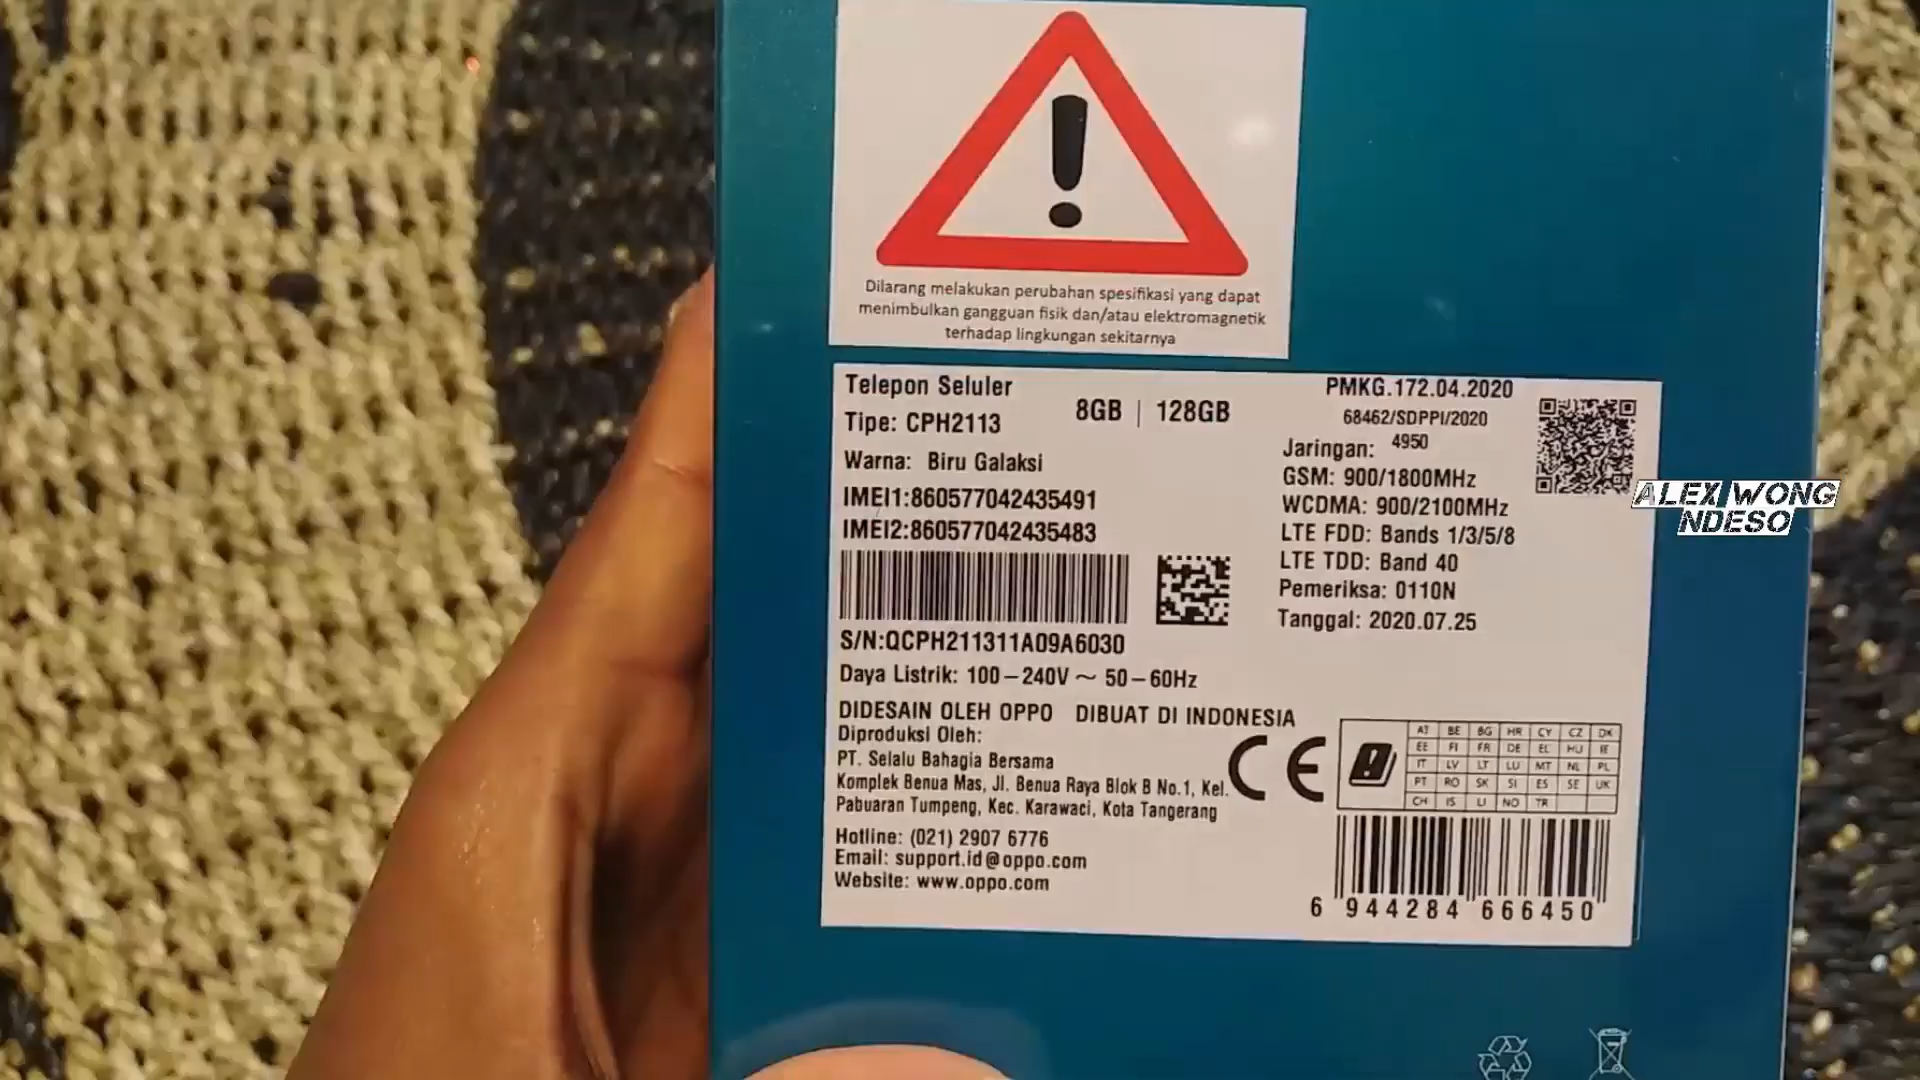 Dilarang melakukan perubahan spesifikasi yang dapat
menimbulkan gangguan fisik dan/atau elektromagnetik
terhadap lingkungan sekitarnya
Telepon Seluler
Tipe: CPH2113
8GB | 128GB
Warna: Biru Galaksi
IMEI1:860577042435491
IMEI2:860577042435483
S/N:QCPH211311A09A6030
Daya Listrik: 100-240V ~ 50-60Hz
PMKG.172.04.2020
68462/SDPPI/2020
4950
Jaringan:
GSM: 900/1800MHz
WCDMA: 900/2100MHz
LTE FDD: Bands 1/3/5/8
LTE TDD: Band 40
Pemeriksa: 0110N
Tanggal: 2020.07.25
DIDESAIN OLEH OPPO DIBUAT DI INDONESIA
Diproduksi Oleh:
PT. Selalu Bahagia Bersama
Komplek Benua Mas, Jl. Benua Raya Blok B No.1, Kel.
Pabuaran Tumpeng, Kec. Karawaci, Kota Tangerang
Hotline: (021) 2907 6776
Email: support.id@oppo.com
Website: www.oppo.com
CE
AT BE BG HR CY CZ DK
EE FI FR DE EL HU IE
IT LV LT LU MT NL PL
PT RO SK SI ES SE UK
CH IS LI NO TR
6 944284 666450
ALEX WONG
NDESO